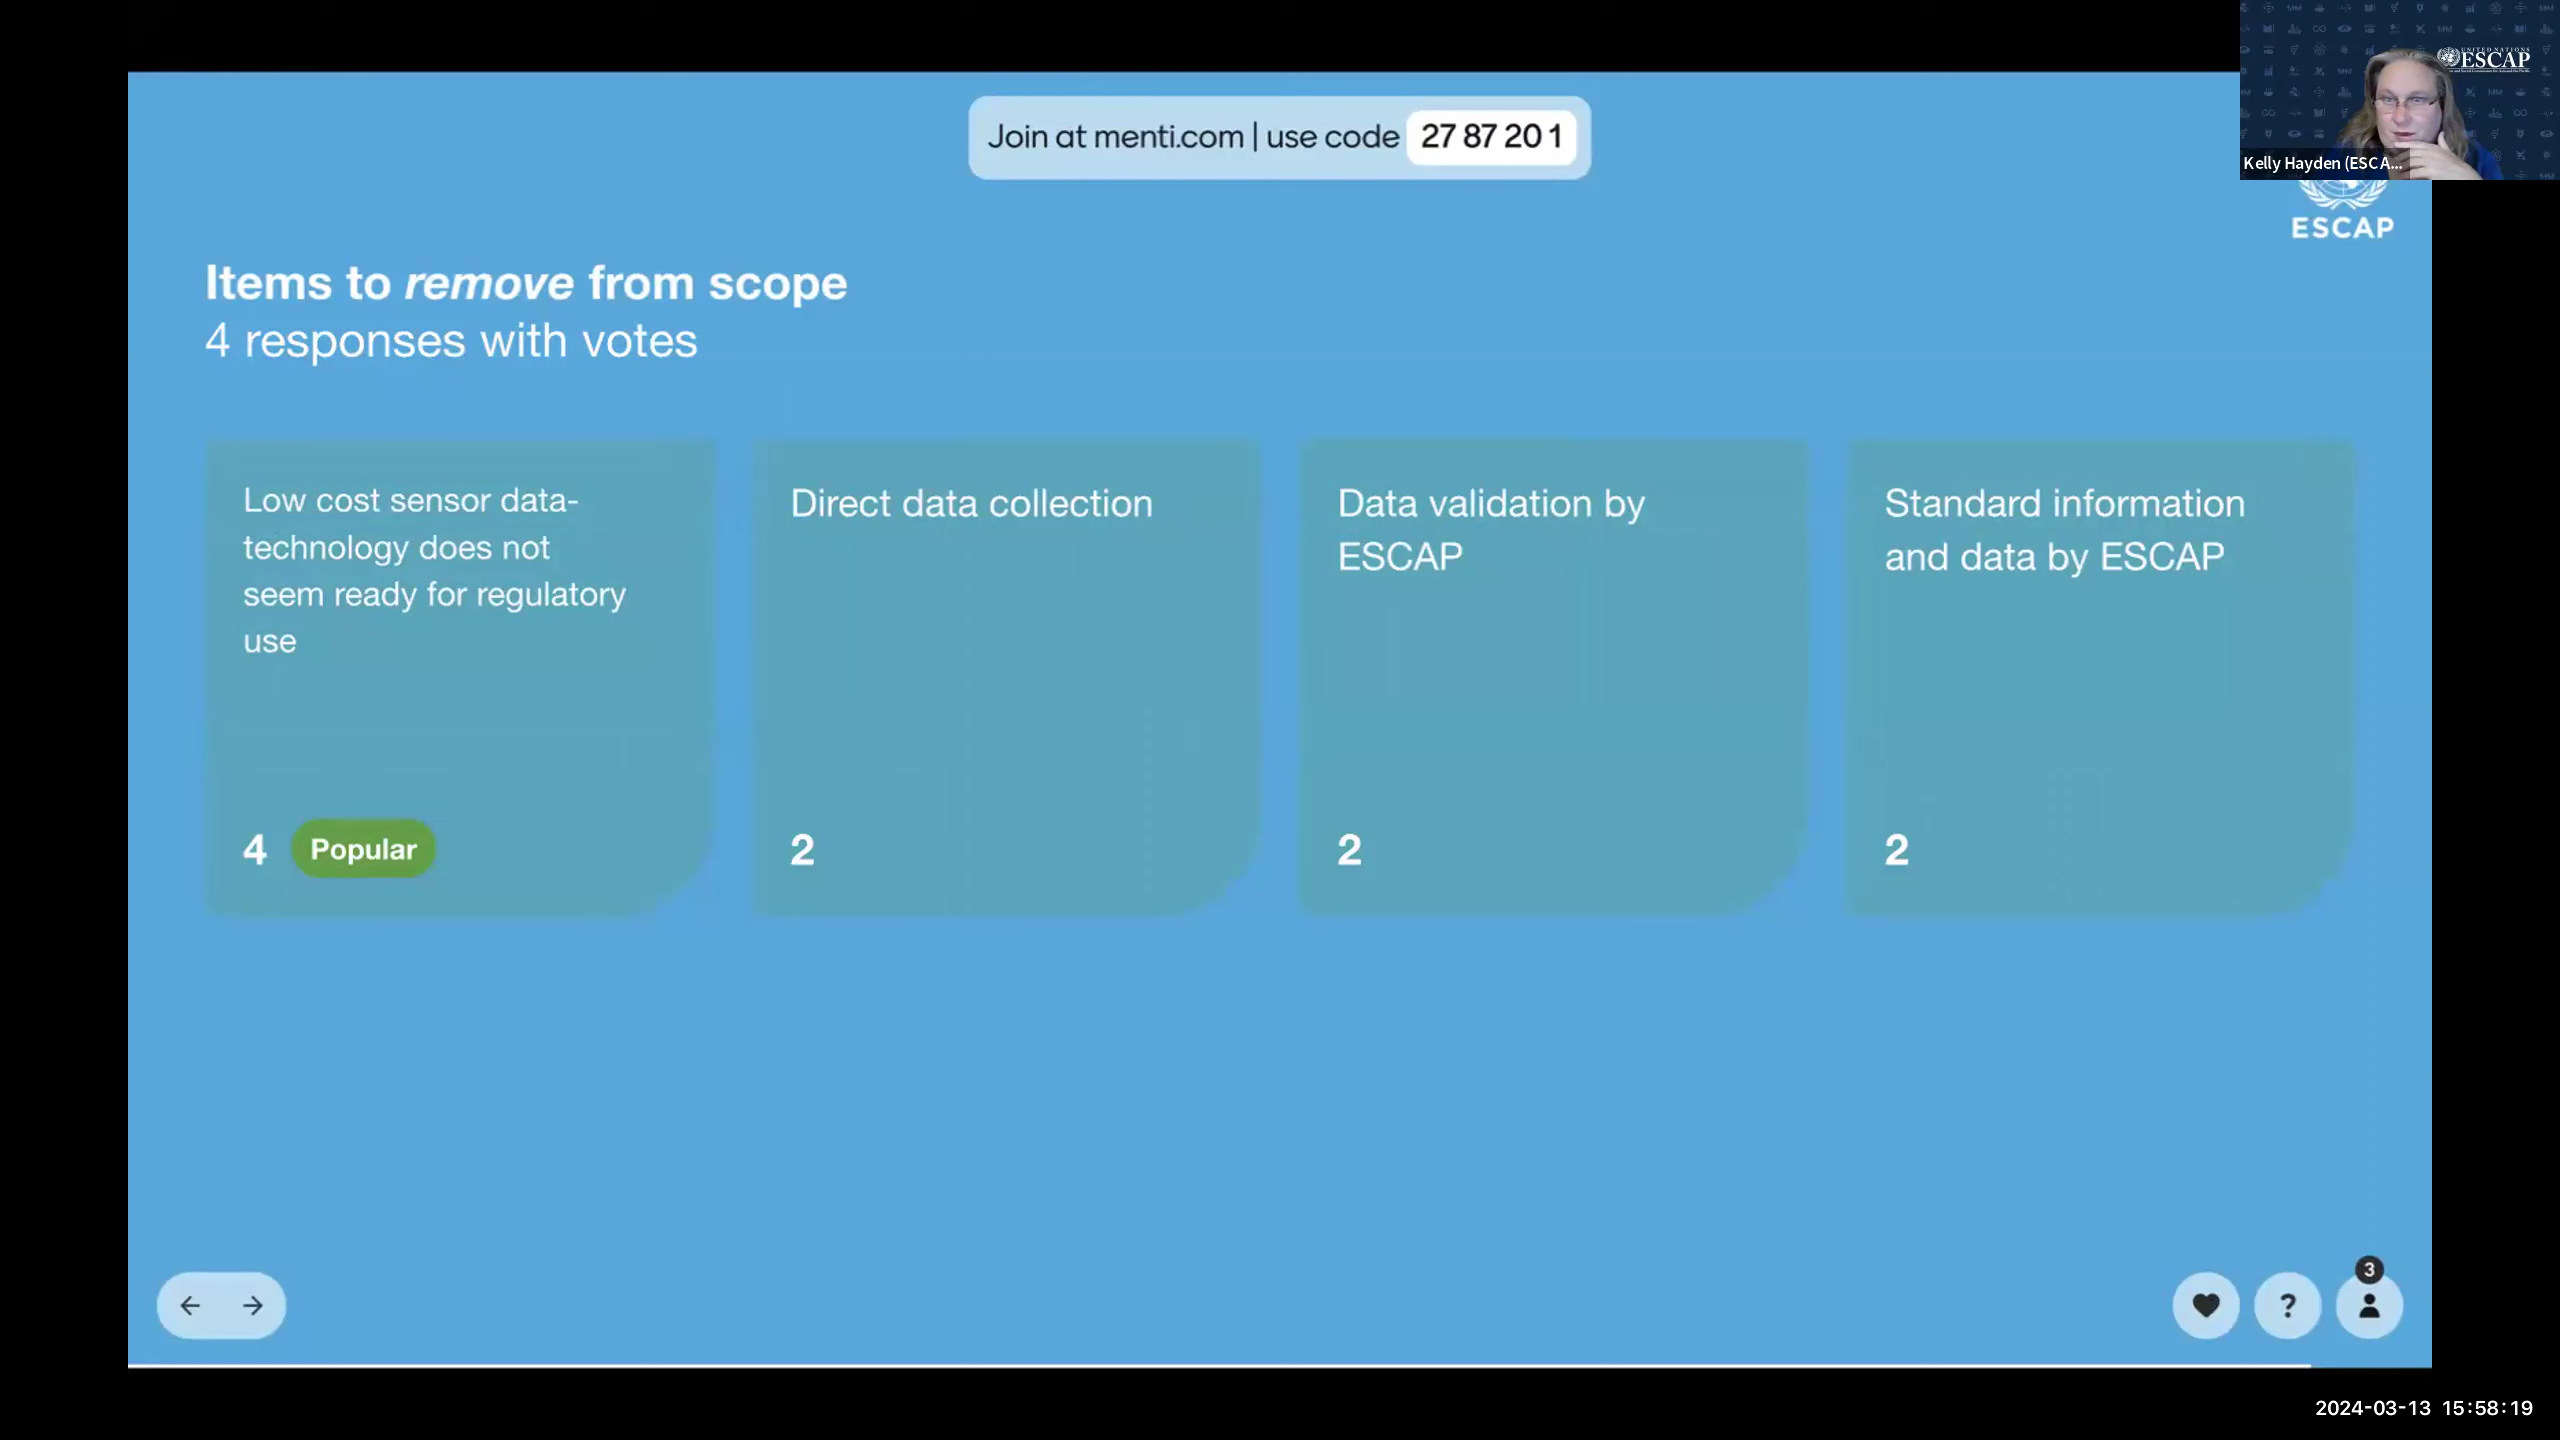 Join at menti.com | use code 27 87 20 1
UNITED NATIONS
ESCAP
Kelly Hayden (ESCA...
ESCAP
Items to remove from scope
4 responses with votes
Low cost sensor data-
technology does not
seem ready for regulatory
use
4 Popular
Direct data collection
2
Data validation by
ESCAP
2
Standard information
and data by ESCAP
2
?
3
2024-03-13 15:58:19